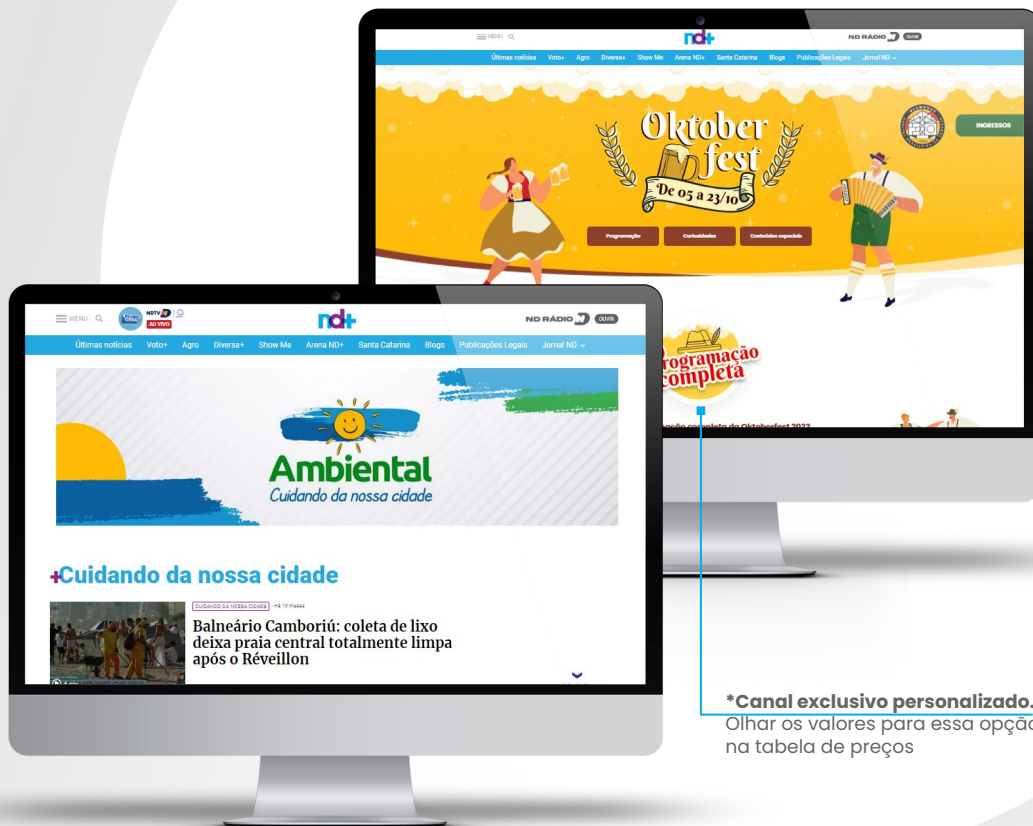 MENU
nd+
ND RÁDIO
OUVIR
Últimas notícias Voto+ Agro Diversa+ Show Me Arena ND+ Santa Catarina Blogs Publicações Legais Jornal ND
Oktober
fest
De 05 a 23/10
INGRESSOS
Programação Curiosidades Conteúdos especiais
Programação
completa
MENU
NDTV
AO VIVO
nd+
ND RÁDIO
OUVIR
Últimas notícias Voto+ Agro Diversa+ Show Me Arena ND+ Santa Catarina Blogs Publicações Legais Jornal ND
Ambiental
Cuidando da nossa cidade
+Cuidando da nossa cidade
CUIDANDO DA NOSSA CIDADE - Há 10 meses
Balneário Camboriú: coleta de lixo
deixa praia central totalmente limpa
após o Réveillon
*Canal exclusivo personalizado.
Olhar os valores para essa opção
na tabela de preços